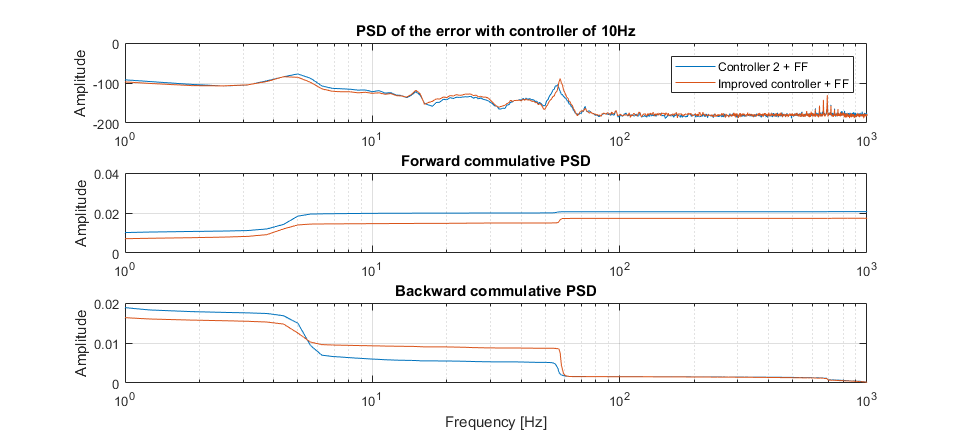 PSD of the error with controller of 10Hz
Amplitude
0
-100
-200
Controller 2 + FF
Improved controller + FF
10^0
10^1
10^2
10^3
Forward commulative PSD
Amplitude
0.04
0.02
0
10^0
10^1
10^2
10^3
Backward commulative PSD
Amplitude
0.02
0.01
0
10^0
10^1
10^2
10^3
Frequency [Hz]